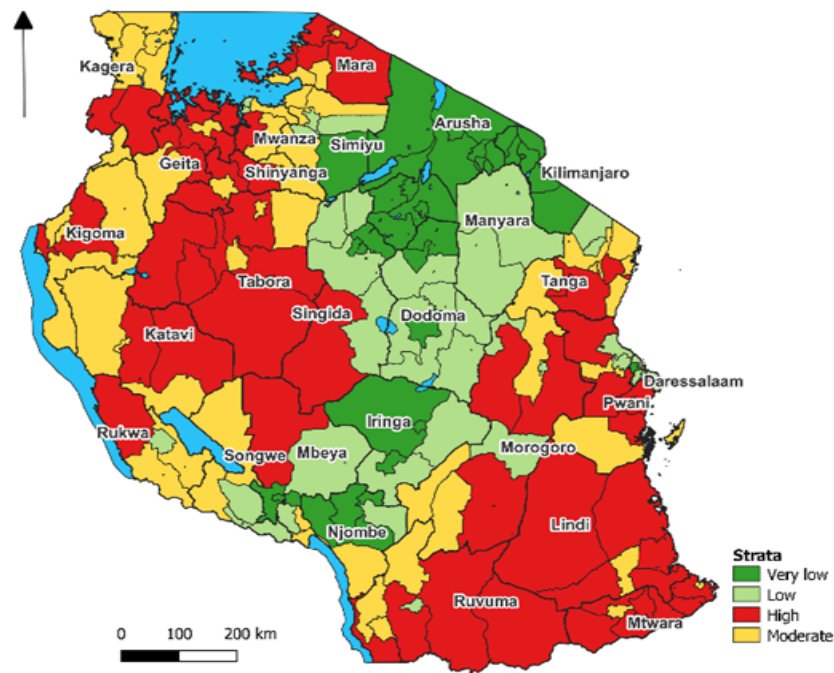 Kagera
Mara
Mwanza
Simiyu
Arusha
Geita
Shinyanga
Kilimanjaro
Kigoma
Manyara
Tabora
Tanga
Singida
Dodoma
Katavi
Daressalaam
Pwani
Iringa
Rukwa
Songwe
Mbeya
Morogoro
Lindi
Njombe
Ruvuma
Mtwara
Strata
Very low
Low
High
Moderate
0 100 200 km